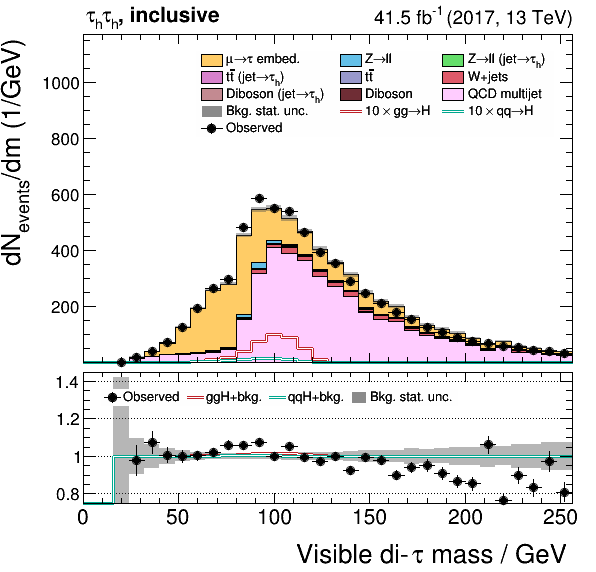 τhτh, inclusive 41.5 fb⁻¹ (2017, 13 TeV)
dNevents/dm (1/GeV)
1000
800
600
400
200
μ→τ embed. Z→ll Z→ll (jet→τh)
tt̄ (jet→τh) tt̄ W+jets
Diboson (jet→τh) Diboson QCD multijet
Bkg. stat. unc. 10×gg→H 10×qq→H
Observed
1.4
1.2
1
0.8
Observed ggH+bkg. qqH+bkg. Bkg. stat. unc.
0 50 100 150 200 250
Visible di-τ mass / GeV